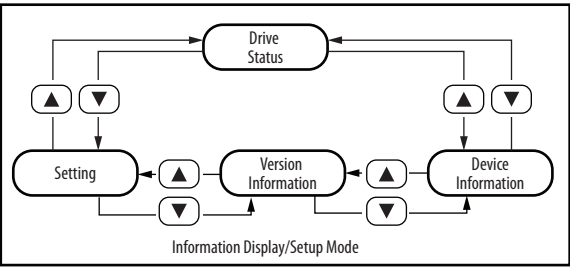 Drive
Status
Setting
Version
Information
Device
Information
Information Display/Setup Mode